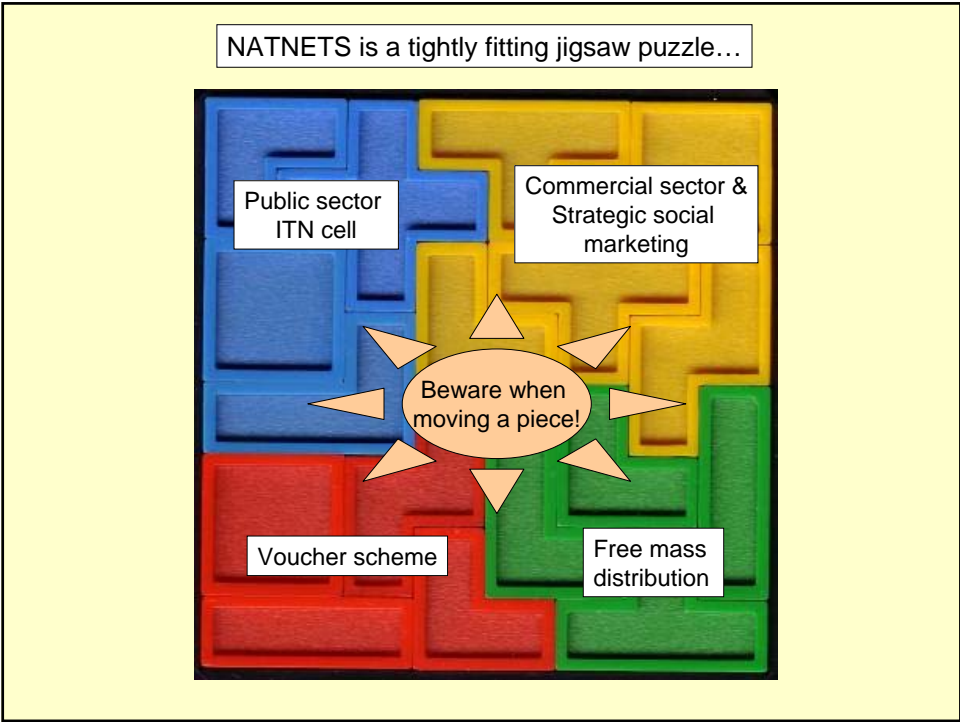 NATNETS is a tightly fitting jigsaw puzzle…
Public sector
ITN cell
Commercial sector &
Strategic social
marketing
Beware when
moving a piece!
Voucher scheme
Free mass
distribution